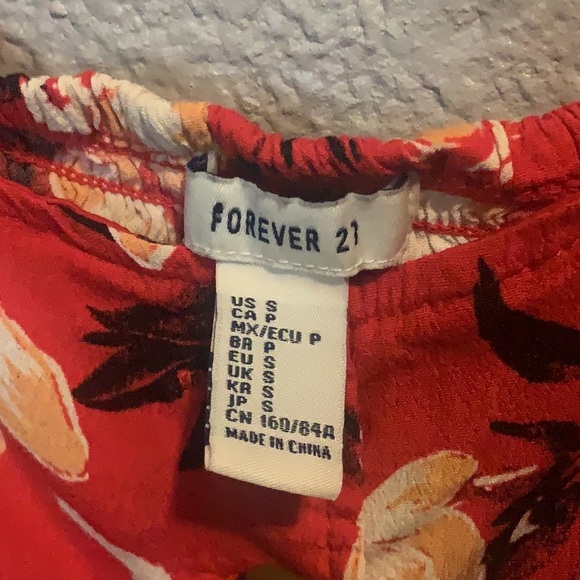 FOREVER 21
US S
CA P
MX/ECU P
BR P
EU S
UK S
KR S
JP S
CN 160/84A
MADE IN CHINA